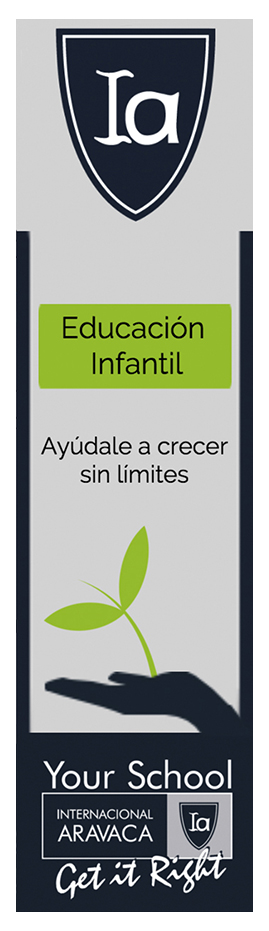 Ia
Educación
Infantil
Ayúdale a crecer
sin límites
Your School
INTERNACIONAL
ARAVACA
Ia
Get it Right